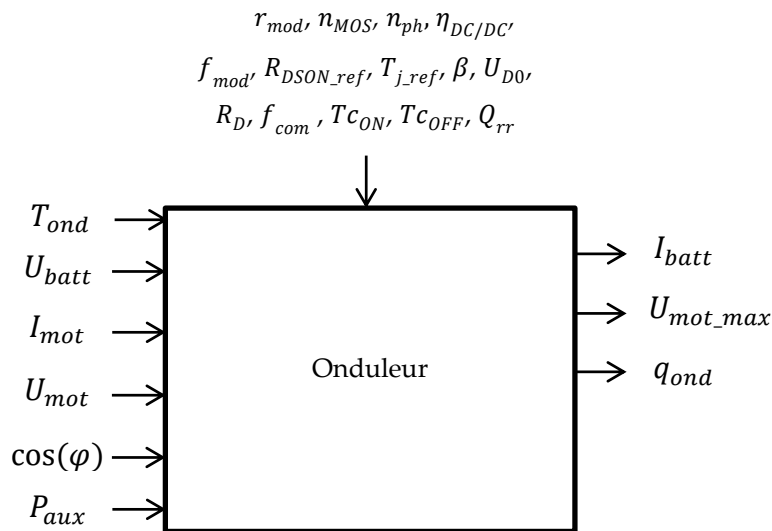 r_mod, n_MOS, n_ph, η_DC/DC,
f_mod, R_DSON_ref, T_j_ref, β, U_D0,
R_D, f_com , Tc_ON, Tc_OFF, Q_rr
T_ond
U_batt
I_mot
U_mot
cos(φ)
P_aux
Onduleur
I_batt
U_mot_max
q_ond